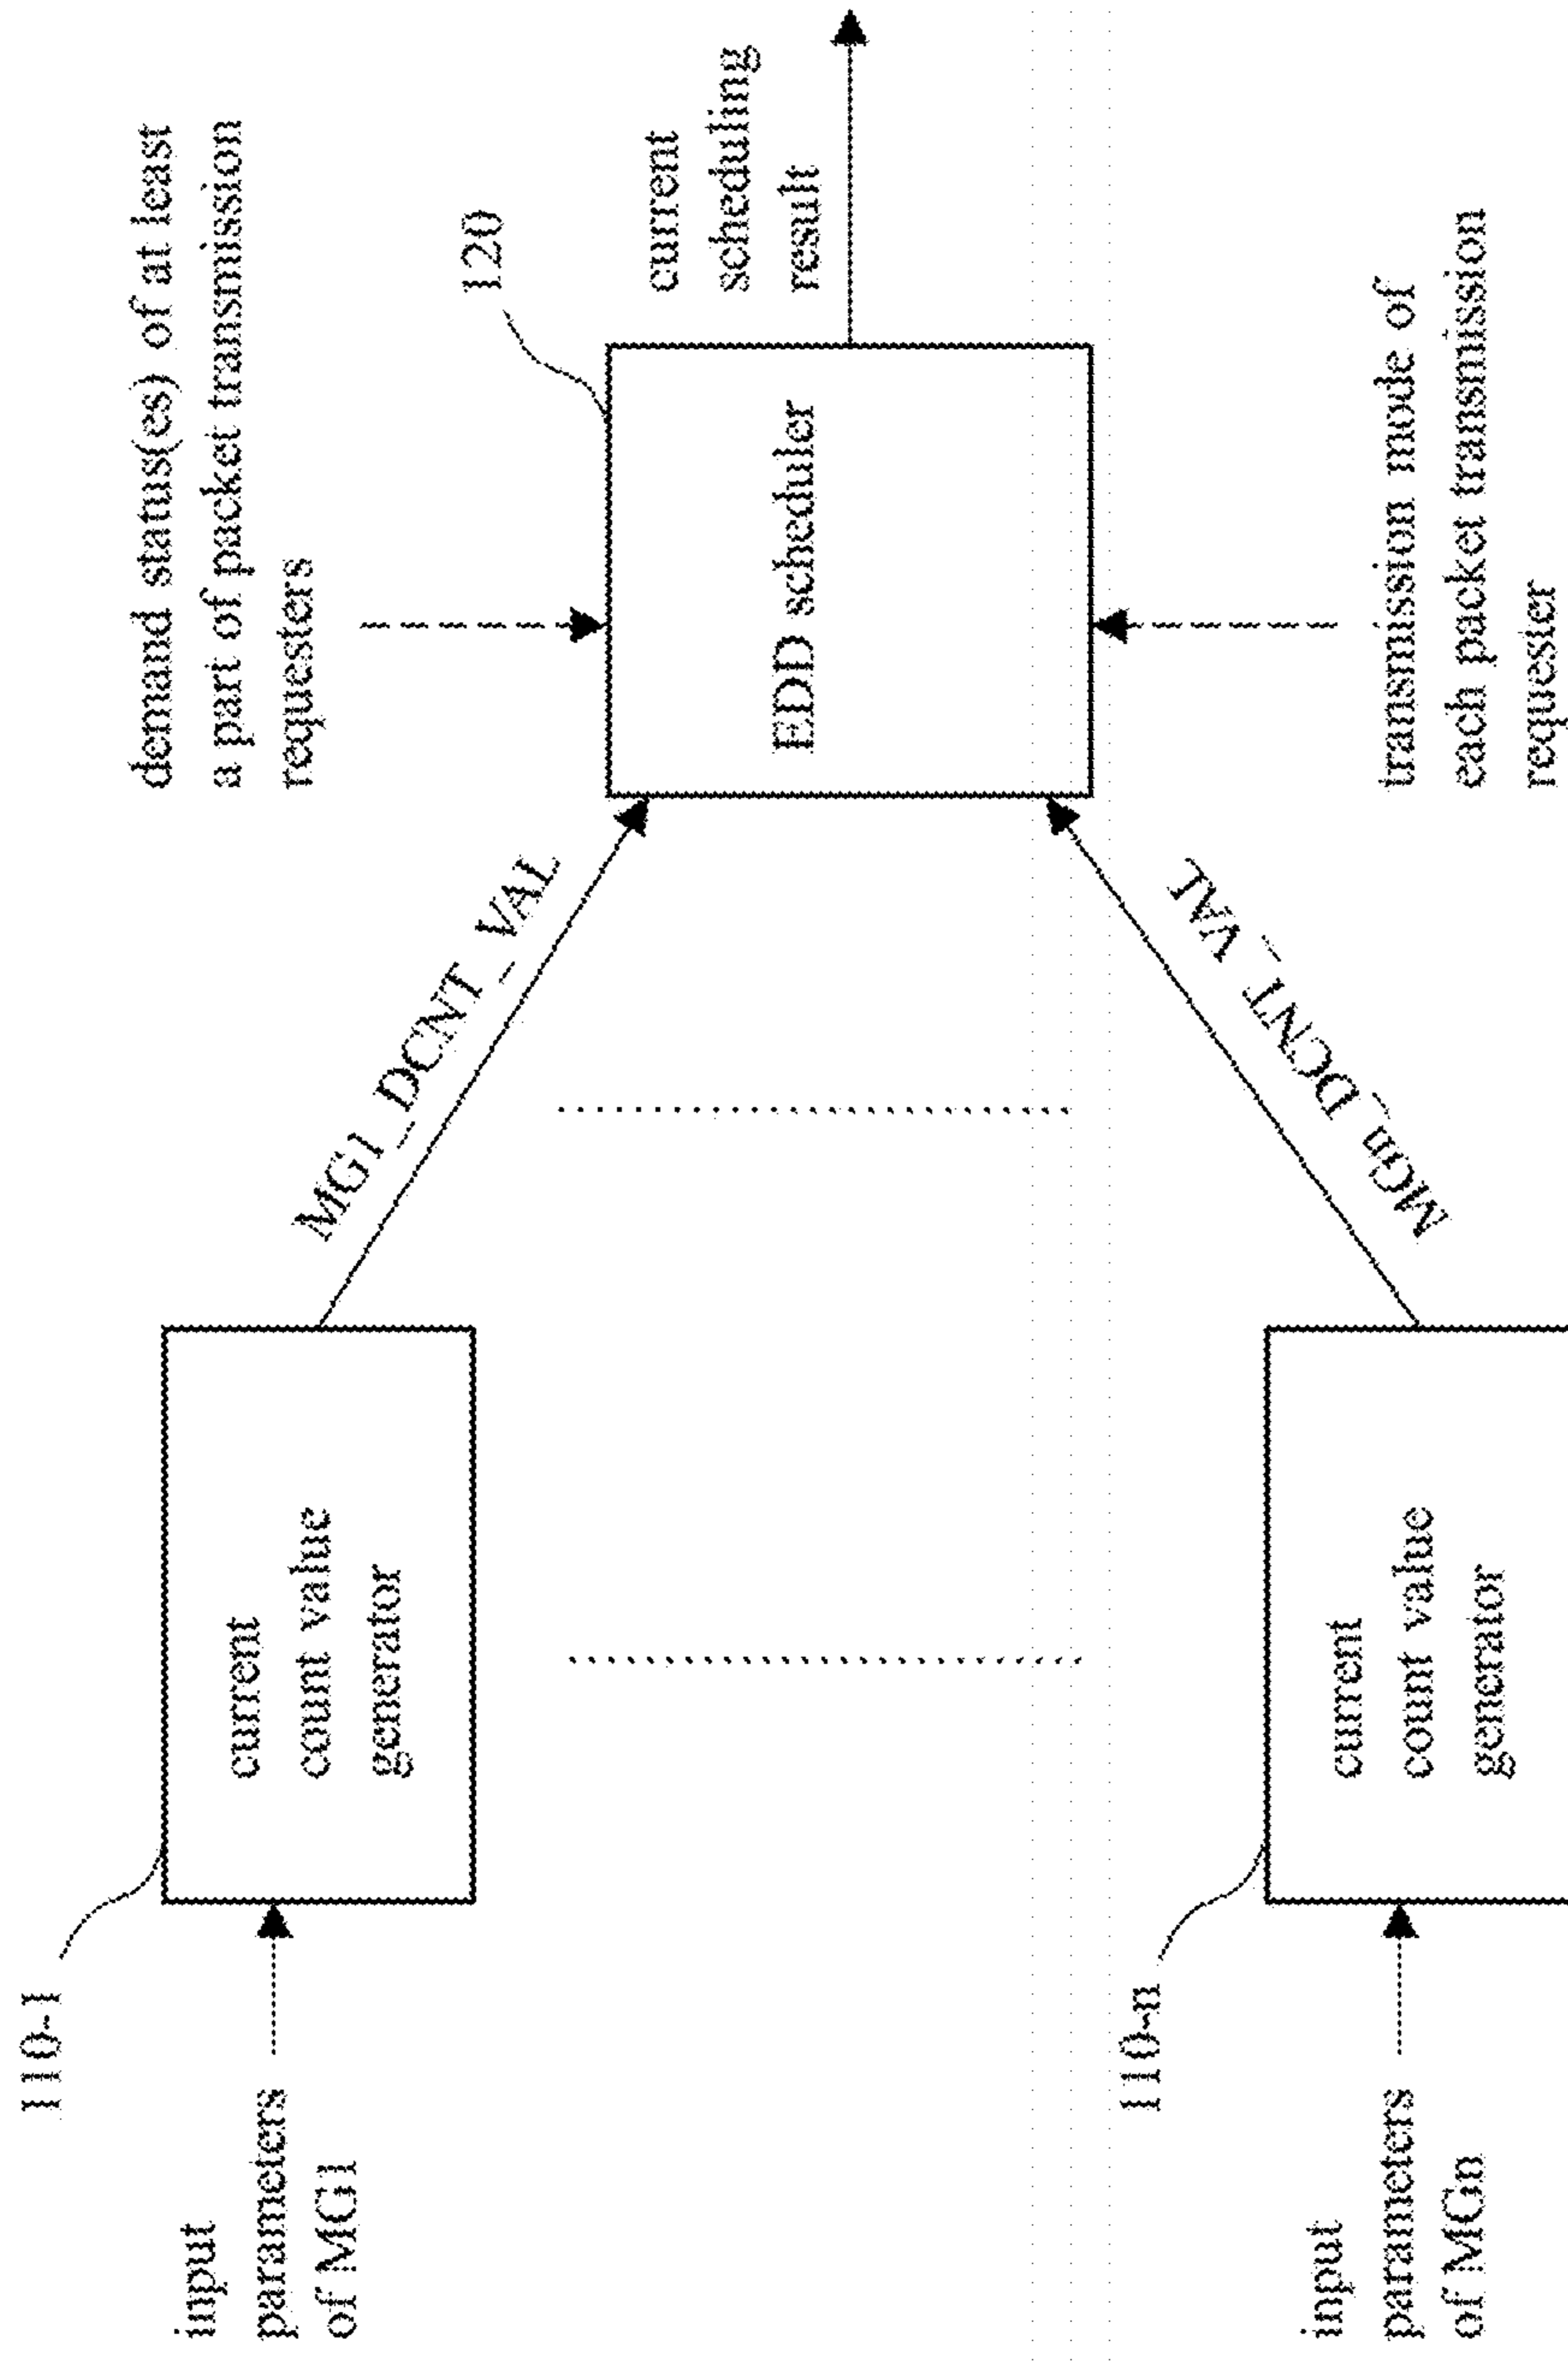 110-1
input
parameters
of MG1
current
count value
generator
MG1_DCNT_VAL
demand status(es) of at least
a part of packet transmission
requesters
120
EDD scheduler
current
scheduling
result
110-n
input
parameters
of MGn
current
count value
generator
MGn_DCNT_VAL
transmission mode of
each packet transmission
requester